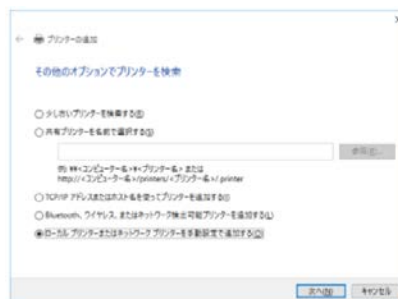 プリンターの追加
その他のオプションでプリンターを検索
少し古いプリンターを検索する(R)
共有プリンターを名前で選択する(S)
参照(R)...
例: ¥¥<コンピューター名>¥<プリンター名> または
http://<コンピューター名>/printers/<プリンター名>/.printer
TCP/IP アドレスまたはホスト名を使ってプリンターを追加する(I)
Bluetooth、ワイヤレス、またはネットワーク検出可能プリンターを追加する(L)
ローカル プリンターまたはネットワーク プリンターを手動設定で追加する(O)
次へ(N)
キャンセル